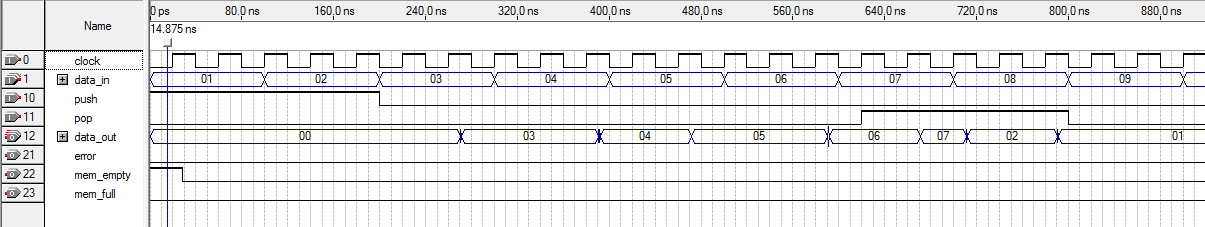 Name
0 ps 80.0 ns 160.0 ns 240.0 ns 320.0 ns 400.0 ns 480.0 ns 560.0 ns 640.0 ns 720.0 ns 800.0 ns 880.0 ns
14.875 ns
0 clock
1 data_in 01 02 03 04 05 06 07 08 09
10 push
11 pop
12 data_out 00 03 04 05 06 07 02 01
21 error
22 mem_empty
23 mem_full